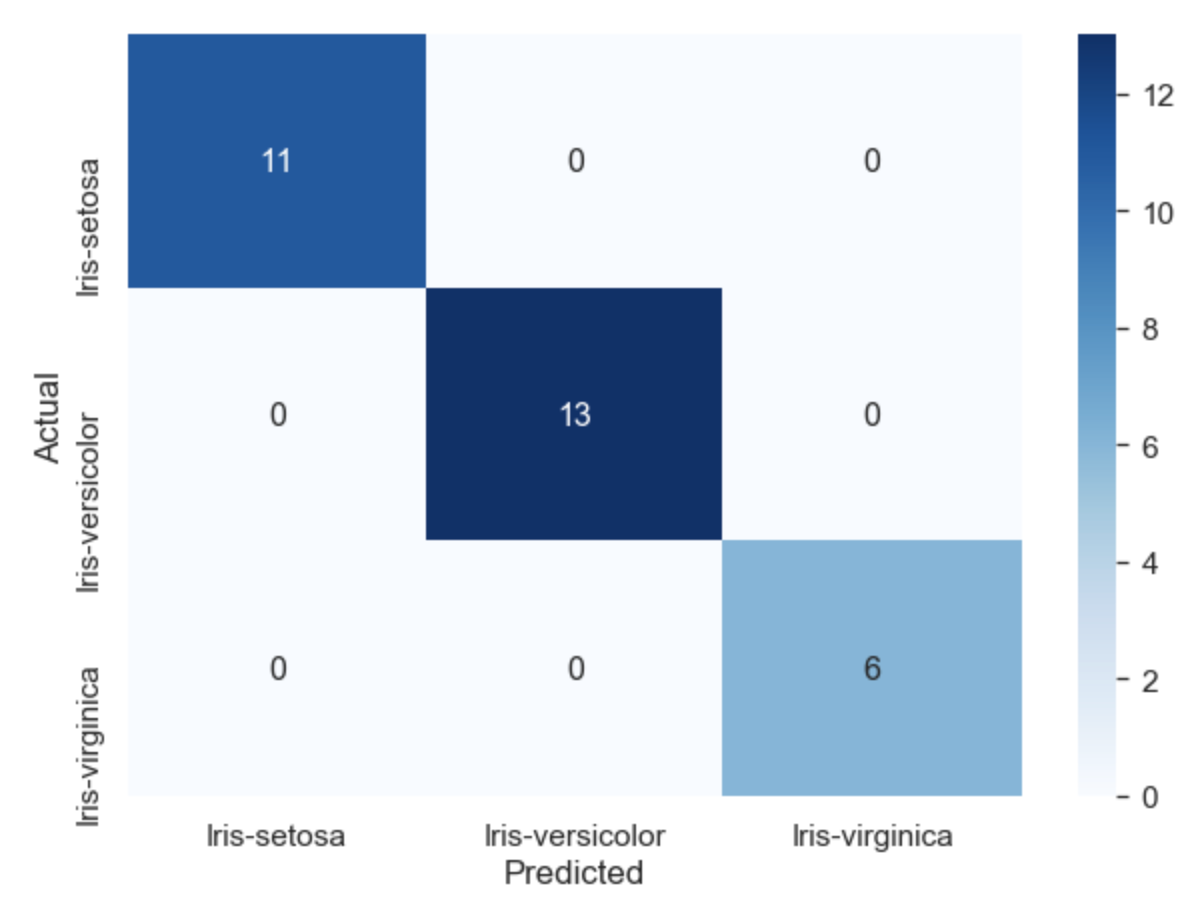 12
Iris-setosa
11 0 0
10
8
Actual
Iris-versicolor
0 13 0
6
4
Iris-virginica
0 0 6
2
0
Iris-setosa Iris-versicolor Iris-virginica
Predicted